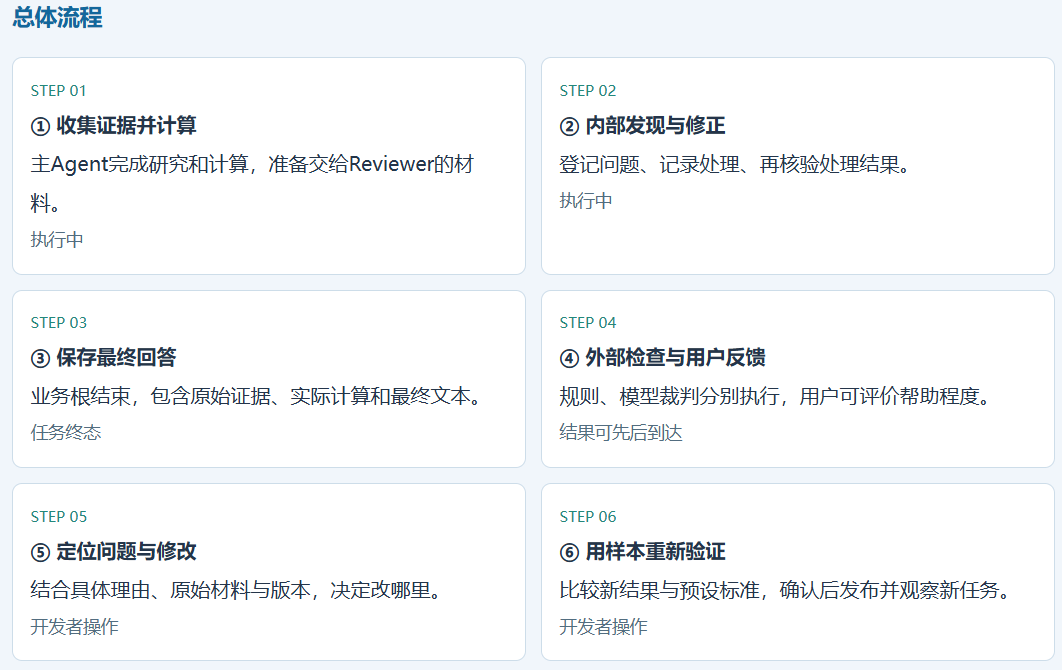 总体流程
STEP 01
① 收集证据并计算
主Agent完成研究和计算，准备交给Reviewer的材
料。
执行中
STEP 02
② 内部发现与修正
登记问题、记录处理、再核验处理结果。
执行中
STEP 03
③ 保存最终回答
业务根结束，包含原始证据、实际计算和最终文本。
任务终态
STEP 04
④ 外部检查与用户反馈
规则、模型裁判分别执行，用户可评价帮助程度。
结果可先后到达
STEP 05
⑤ 定位问题与修改
结合具体理由、原始材料与版本，决定改哪里。
开发者操作
STEP 06
⑥ 用样本重新验证
比较新结果与预设标准，确认后发布并观察新任务。
开发者操作